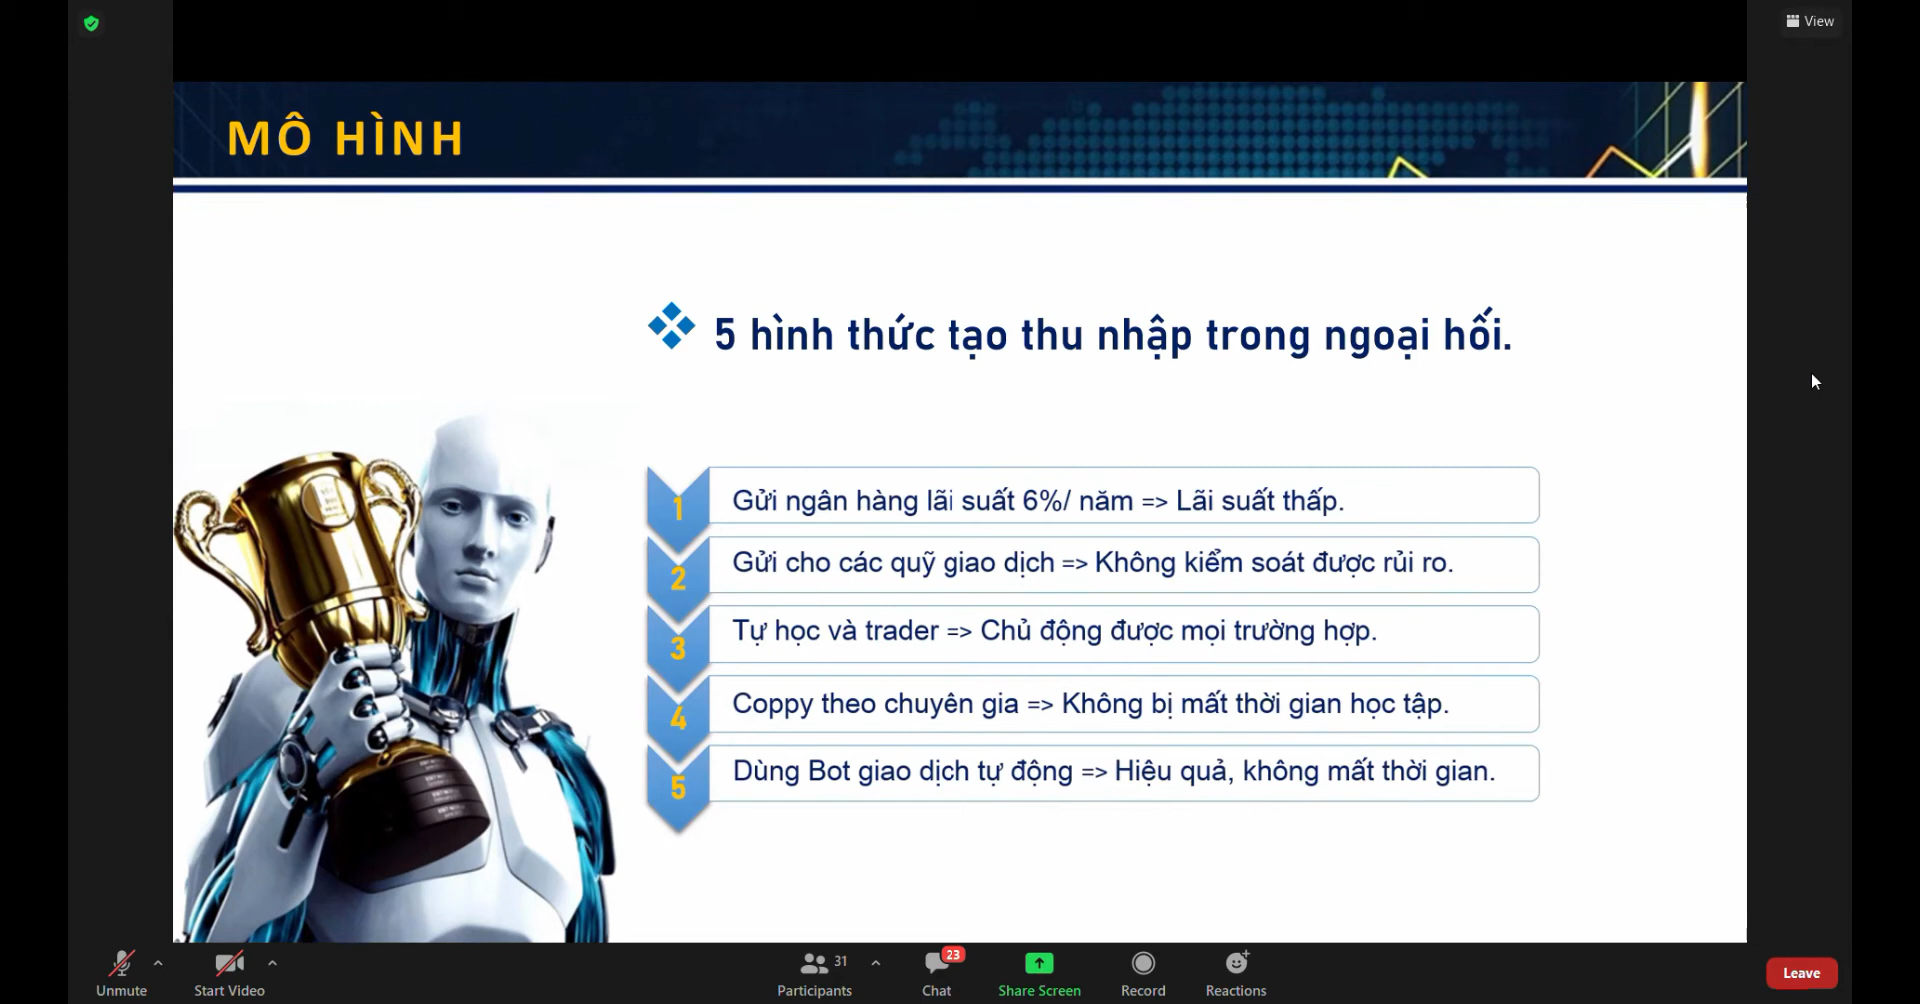 View
MÔ HÌNH
5 hình thức tạo thu nhập trong ngoại hối.
1 Gửi ngân hàng lãi suất 6%/ năm => Lãi suất thấp.
2 Gửi cho các quỹ giao dịch => Không kiểm soát được rủi ro.
3 Tự học và trader => Chủ động được mọi trường hợp.
4 Coppy theo chuyên gia => Không bị mất thời gian học tập.
5 Dùng Bot giao dịch tự động => Hiệu quả, không mất thời gian.
31 23
Unmute Start Video Participants Chat Share Screen Record Reactions Leave